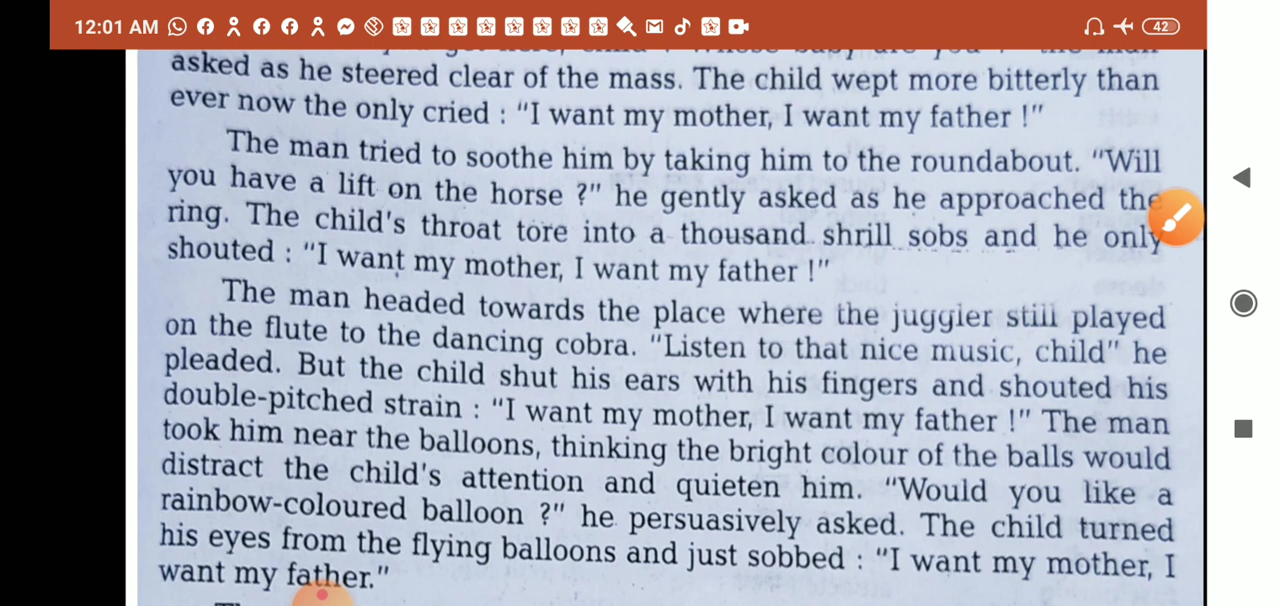 12:01 AM
42
asked as he steered clear of the mass. The child wept more bitterly than
ever now the only cried : "I want my mother, I want my father !"
The man tried to soothe him by taking him to the roundabout. "Will
you have a lift on the horse ?" he gently asked as he approached the
ring. The child's throat tore into a thousand shrill sobs and he only
shouted : "I want my mother, I want my father !"
The man headed towards the place where the juggler still played
on the flute to the dancing cobra. "Listen to that nice music, child" he
pleaded. But the child shut his ears with his fingers and shouted his
double-pitched strain : "I want my mother, I want my father !" The man
took him near the balloons, thinking the bright colour of the balls would
distract the child's attention and quieten him. "Would you like a
rainbow-coloured balloon ?" he persuasively asked. The child turned
his eyes from the flying balloons and just sobbed : "I want my mother, I
want my father."